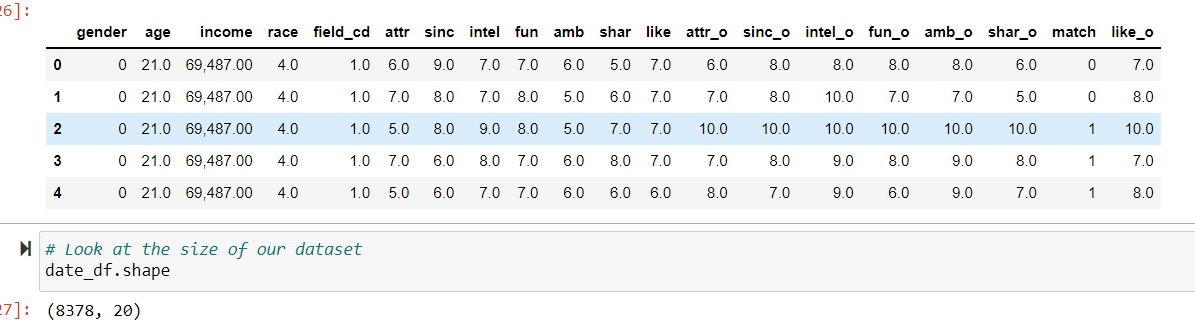 26]:
gender age income race field_cd attr sinc intel fun amb shar like attr_o sinc_o intel_o fun_o amb_o shar_o match like_o
0 0 21.0 69,487.00 4.0 1.0 6.0 9.0 7.0 7.0 6.0 5.0 7.0 6.0 8.0 8.0 8.0 8.0 6.0 0 7.0
1 0 21.0 69,487.00 4.0 1.0 7.0 8.0 7.0 8.0 5.0 6.0 7.0 7.0 8.0 10.0 7.0 7.0 5.0 0 8.0
2 0 21.0 69,487.00 4.0 1.0 5.0 8.0 9.0 8.0 5.0 7.0 7.0 10.0 10.0 10.0 10.0 10.0 10.0 1 10.0
3 0 21.0 69,487.00 4.0 1.0 7.0 6.0 8.0 7.0 6.0 8.0 7.0 7.0 8.0 9.0 8.0 9.0 8.0 1 7.0
4 0 21.0 69,487.00 4.0 1.0 5.0 6.0 7.0 7.0 6.0 6.0 6.0 8.0 7.0 9.0 6.0 9.0 7.0 1 8.0
# Look at the size of our dataset
date_df.shape
27]: (8378, 20)